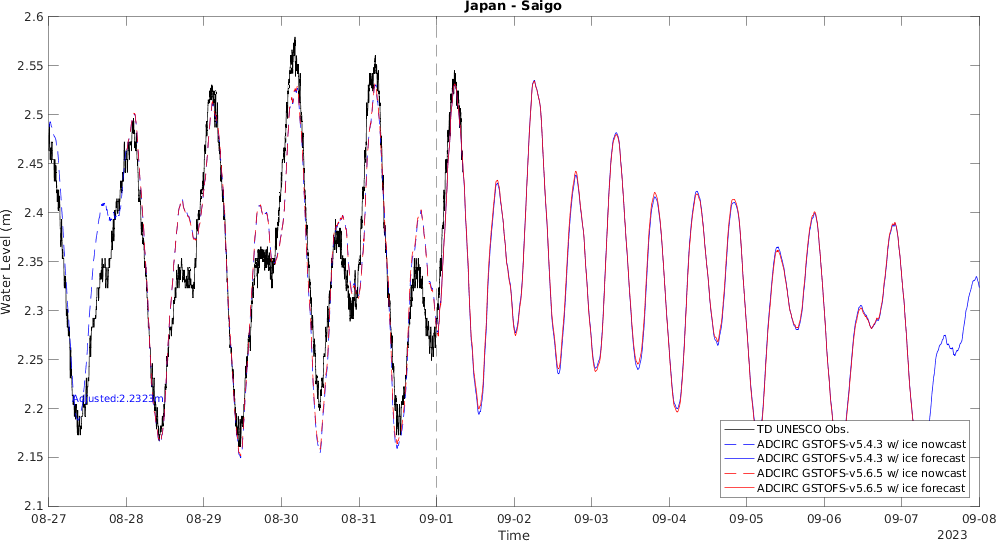 Japan - Saigo
2.6
2.55
2.5
2.45
2.4
2.35
2.3
2.25
2.2
2.15
2.1
Water Level (m)
Adjusted:2.2323m
TD UNESCO Obs.
ADCIRC GSTOFS-v5.4.3 w/ ice nowcast
ADCIRC GSTOFS-v5.4.3 w/ ice forecast
ADCIRC GSTOFS-v5.6.5 w/ ice nowcast
ADCIRC GSTOFS-v5.6.5 w/ ice forecast
08-27 08-28 08-29 08-30 08-31 09-01 09-02 09-03 09-04 09-05 09-06 09-07 09-08
Time
2023